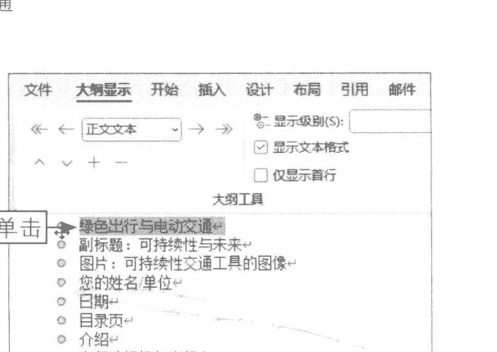 通
文件 大纲显示 开始 插入 设计 布局 引用 邮件
正文文本
显示级别(S):
显示文本格式
仅显示首行
大纲工具
单击
绿色出行与电动交通
副标题：可持续性与未来
图片：可持续性交通工具的图像
您的姓名/单位
日期
目录页
介绍